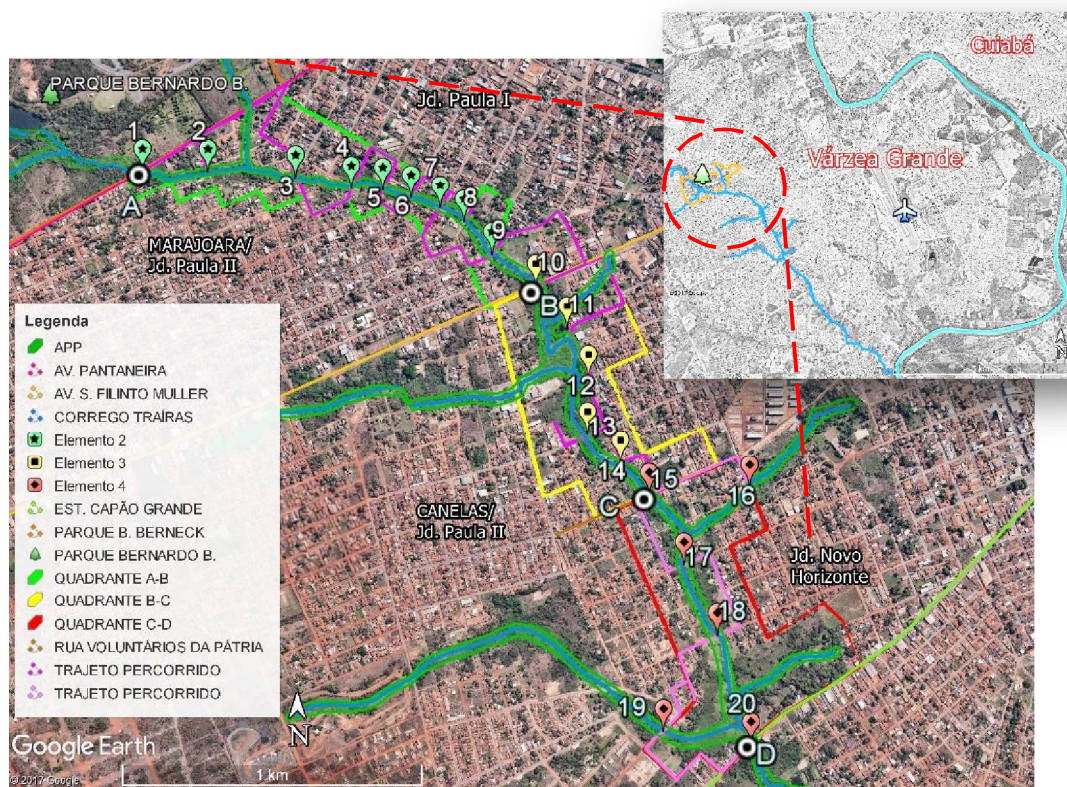 Cuiabá
Várzea Grande
N
PARQUE BERNARDO B.
Jd. Paula I
1
2
3
4
5
6
7
8
9
A
MARAJOARA/
Jd. Paula II
10
B
11
12
13
14
15
16
C
CANELAS/
Jd. Paula II
17
Jd. Novo
Horizonte
18
19
20
D
Legenda
APP
AV. PANTANEIRA
AV. S. FILINTO MULLER
CORREGO TRAÍRAS
Elemento 2
Elemento 3
Elemento 4
EST. CAPÃO GRANDE
PARQUE B. BERNECK
PARQUE BERNARDO B.
QUADRANTE A-B
QUADRANTE B-C
QUADRANTE C-D
RUA VOLUNTÁRIOS DA PÁTRIA
TRAJETO PERCORRIDO
TRAJETO PERCORRIDO
N
Google Earth
© 2017 Google
1 km